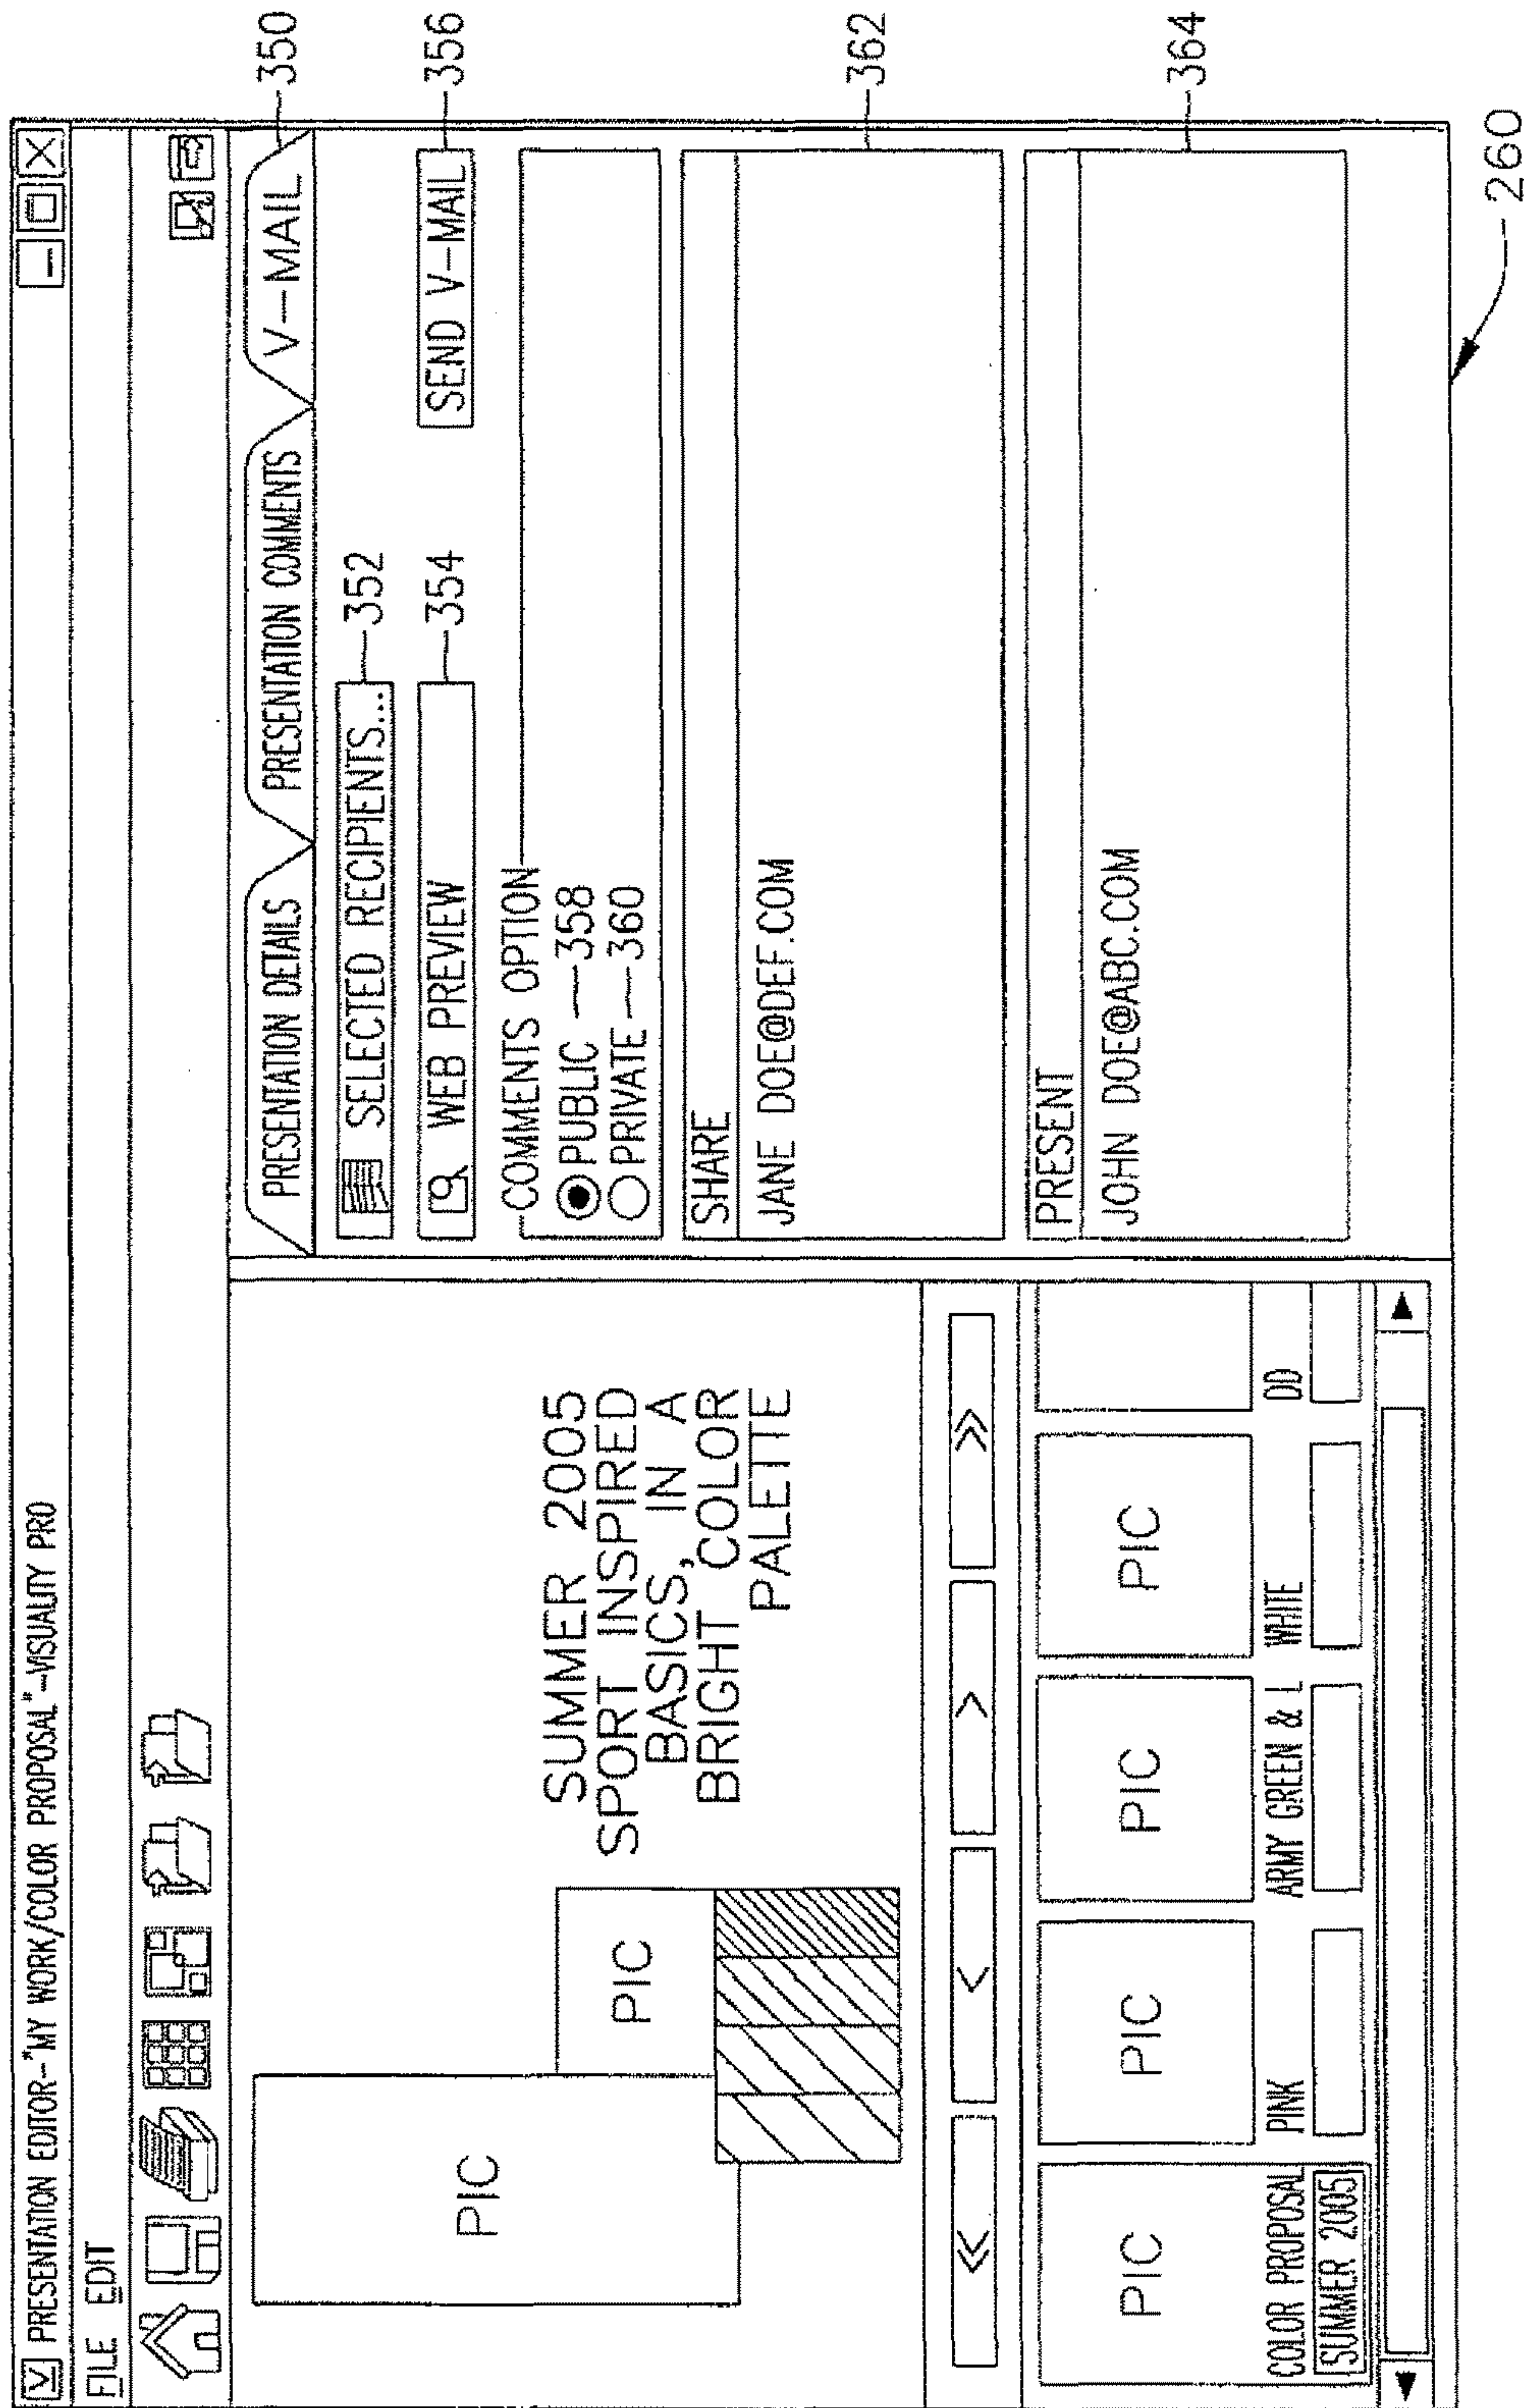 PRESENTATION EDITOR-"MY WORK/COLOR PROPOSAL"-VISUALITY PRO
FILE EDIT
PIC
PIC
SUMMER 2005
SPORT INSPIRED
BASICS, IN A
BRIGHT COLOR
PALETTE
<< < > >>
PIC
PIC
PIC
PIC
COLOR PROPOSAL
PINK
ARMY GREEN & L
WHITE
DD
SUMMER 2005
PRESENTATION DETAILS
PRESENTATION COMMENTS
V-MAIL
350
SELECTED RECIPIENTS...
352
WEB PREVIEW
354
SEND V-MAIL
356
COMMENTS OPTION
PUBLIC
358
PRIVATE
360
SHARE
JANE DOE@DEF.COM
362
PRESENT
JOHN DOE@ABC.COM
364
260